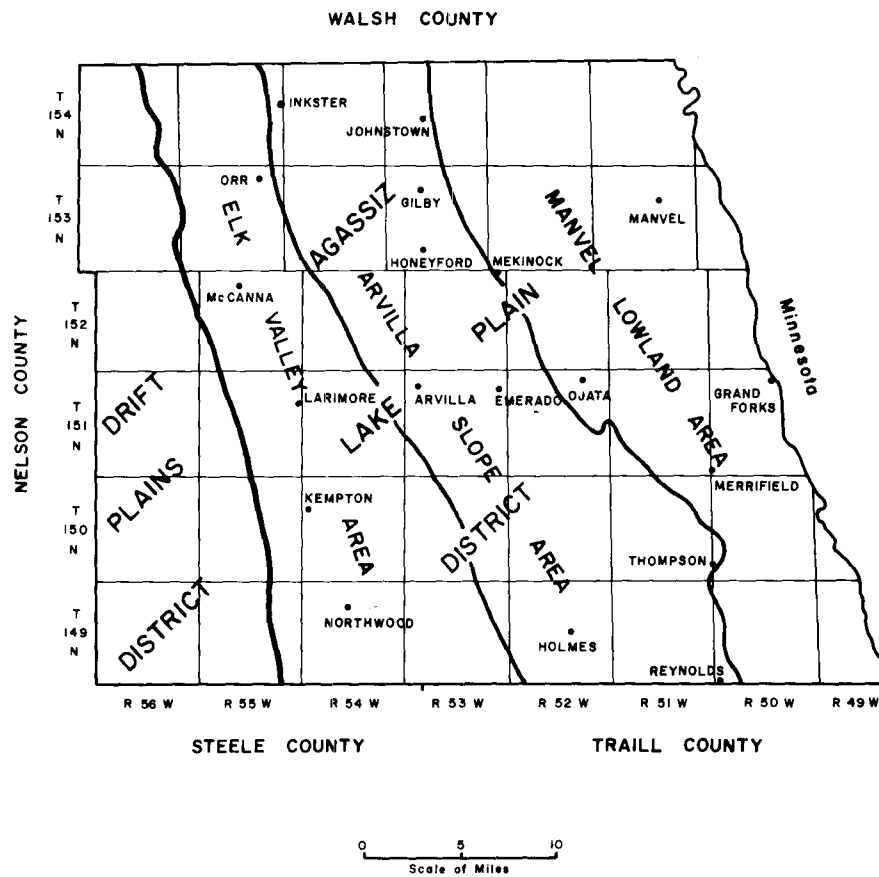 WALSH COUNTY
T
154
N
INKSTER
JOHNSTOWN
T
153
N
ORR
GILBY
MANVEL
HONEYFORD
MEKINOCK
T
152
N
McCANNA
T
151
N
LARIMORE
ARVILLA
EMERADO
OJATA
GRAND
FORKS
MERRIFIELD
T
150
N
KEMPTON
THOMPSON
T
149
N
NORTHWOOD
HOLMES
REYNOLDS
NELSON COUNTY
Minnesota
DRIFT
PLAINS
DISTRICT
ELK
VALLEY
AREA
AGASSIZ
LAKE
PLAIN
DISTRICT
ARVILLA
SLOPE
AREA
MANVEL
LOWLAND
AREA
R 56 W R 55 W R 54 W R 53 W R 52 W R 51 W R 50 W R 49 W
STEELE COUNTY TRAILL COUNTY
0 5 10
Scale of Miles